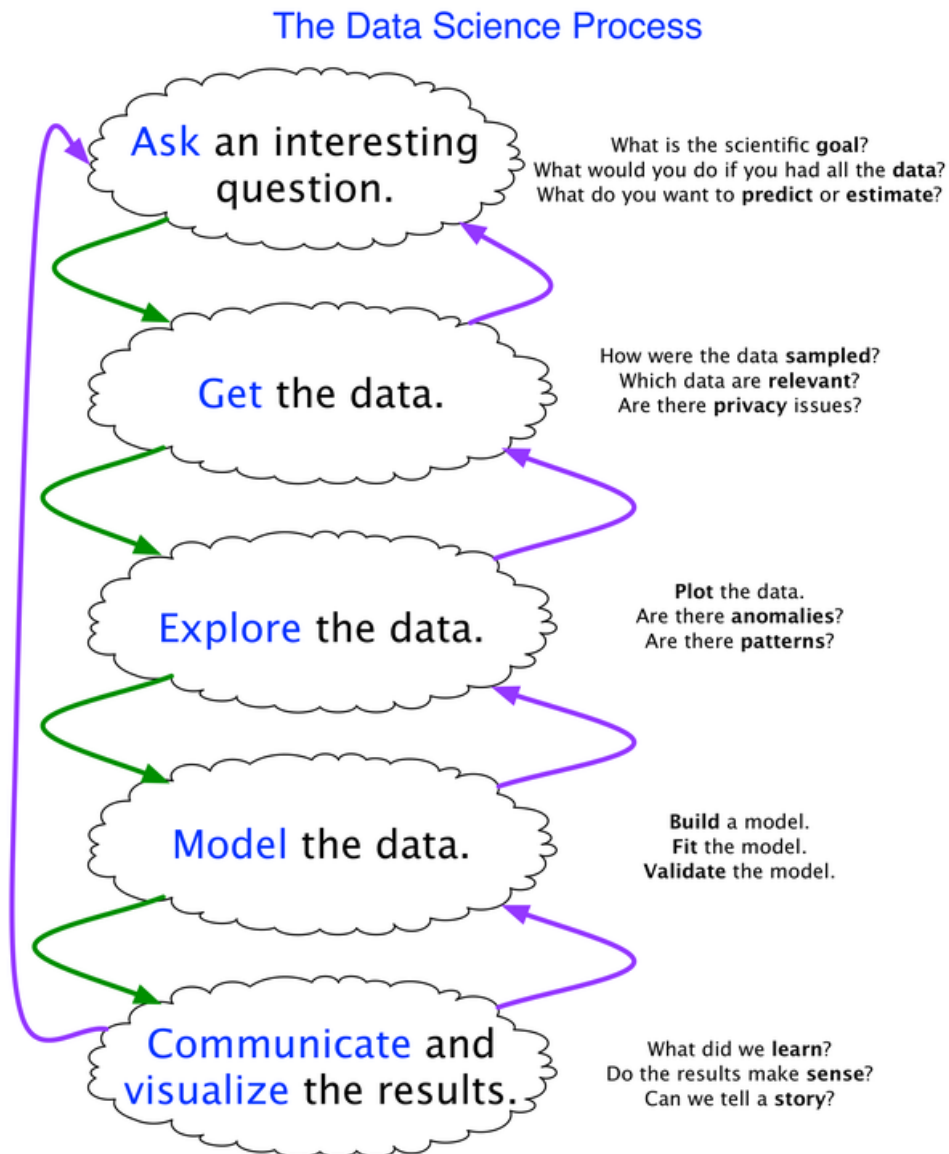 The Data Science Process
Ask an interesting
question.
What is the scientific goal?
What would you do if you had all the data?
What do you want to predict or estimate?
Get the data.
How were the data sampled?
Which data are relevant?
Are there privacy issues?
Explore the data.
Plot the data.
Are there anomalies?
Are there patterns?
Model the data.
Build a model.
Fit the model.
Validate the model.
Communicate and
visualize the results.
What did we learn?
Do the results make sense?
Can we tell a story?